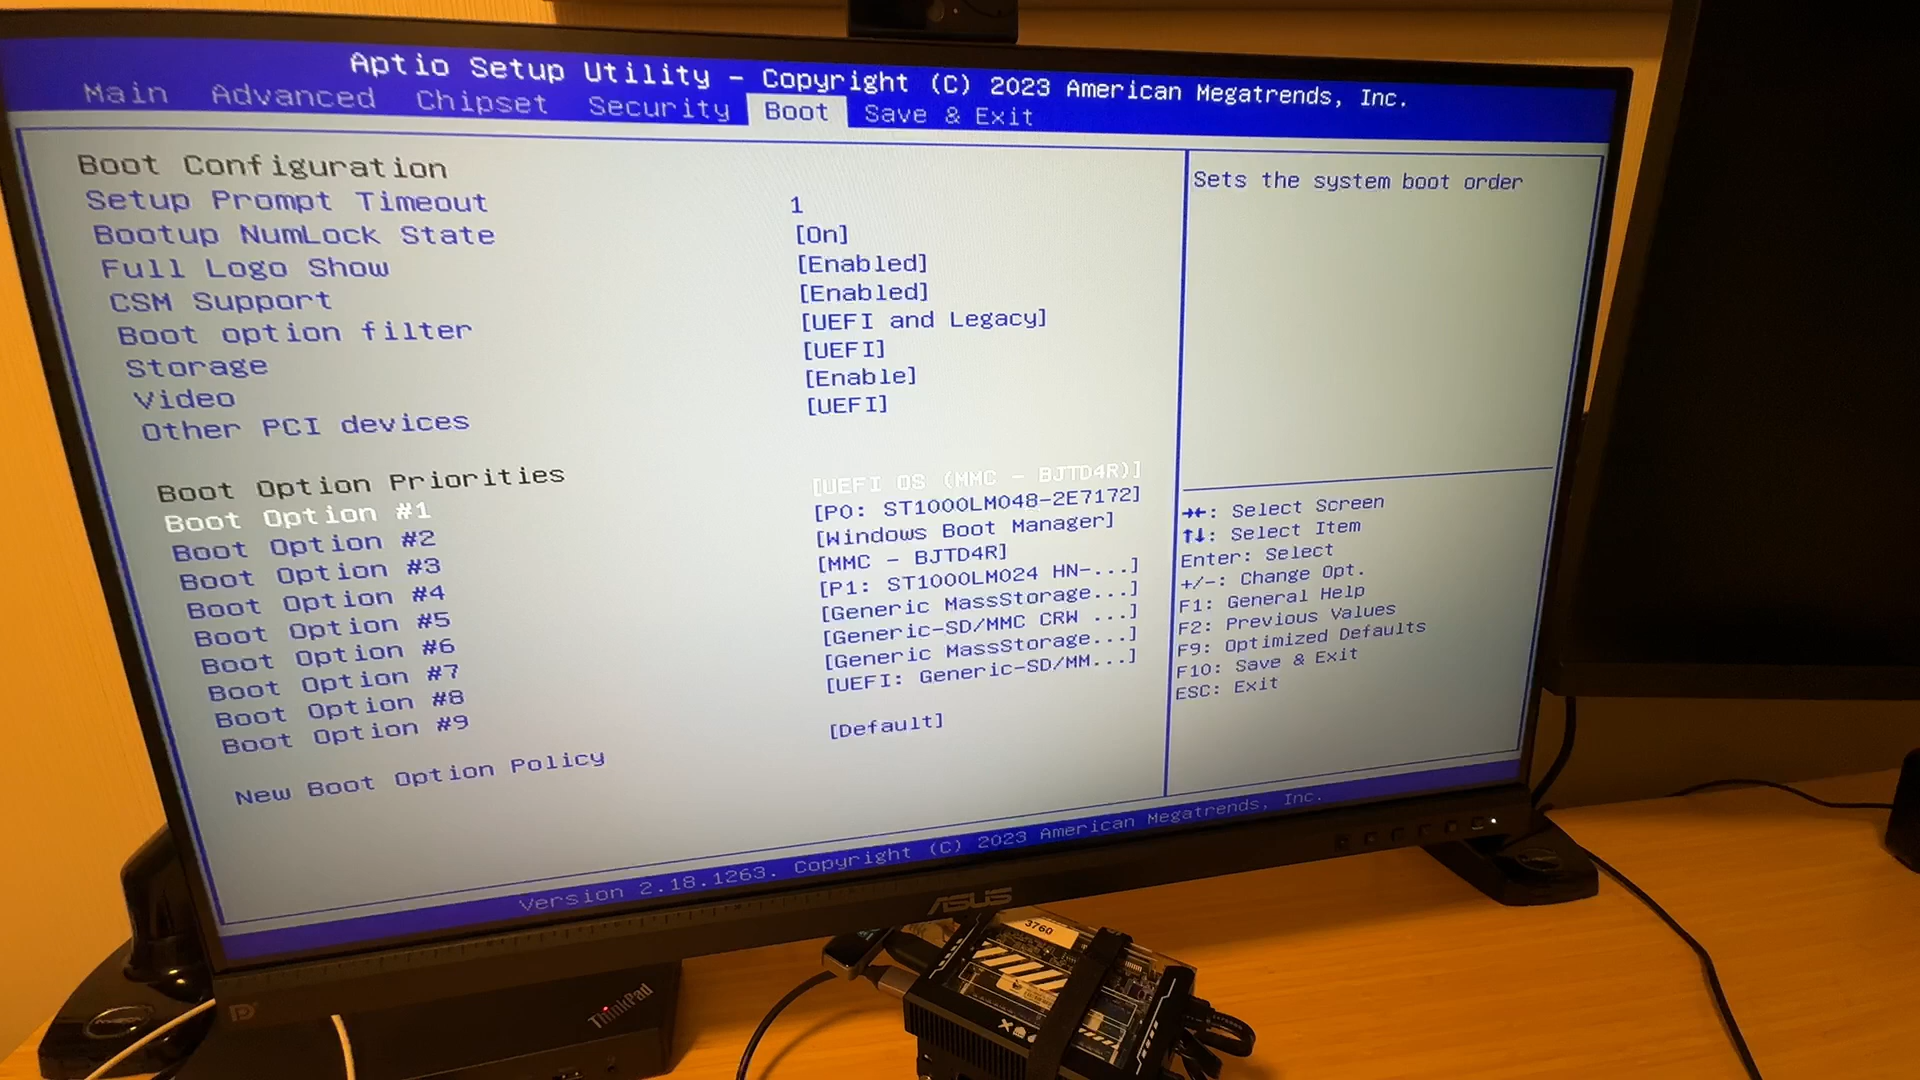 Aptio Setup Utility – Copyright (C) 2023 American Megatrends, Inc.
Main Advanced Chipset Security Boot Save & Exit
Boot Configuration
Setup Prompt Timeout 1
Bootup NumLock State [On]
Full Logo Show [Enabled]
CSM Support [Enabled]
Boot option filter [UEFI and Legacy]
Storage [UEFI]
Video [Enable]
Other PCI devices [UEFI]
Boot Option Priorities
Boot Option #1 [UEFI OS (MMC - BJTD4R)]
Boot Option #2 [P0: ST1000LM048-2E7172]
Boot Option #3 [Windows Boot Manager]
Boot Option #4 [MMC - BJTD4R]
Boot Option #5 [P1: ST1000LM024 HN-...]
Boot Option #6 [Generic MassStorage...]
Boot Option #7 [Generic-SD/MMC CRW ...]
Boot Option #8 [Generic MassStorage...]
Boot Option #9 [UEFI: Generic-SD/MM...]
New Boot Option Policy [Default]
Sets the system boot order
→←: Select Screen
↑↓: Select Item
Enter: Select
+/-: Change Opt.
F1: General Help
F2: Previous Values
F9: Optimized Defaults
F10: Save & Exit
ESC: Exit
Version 2.18.1263. Copyright (C) 2023 American Megatrends, Inc.
ASUS
ThinkPad
3760